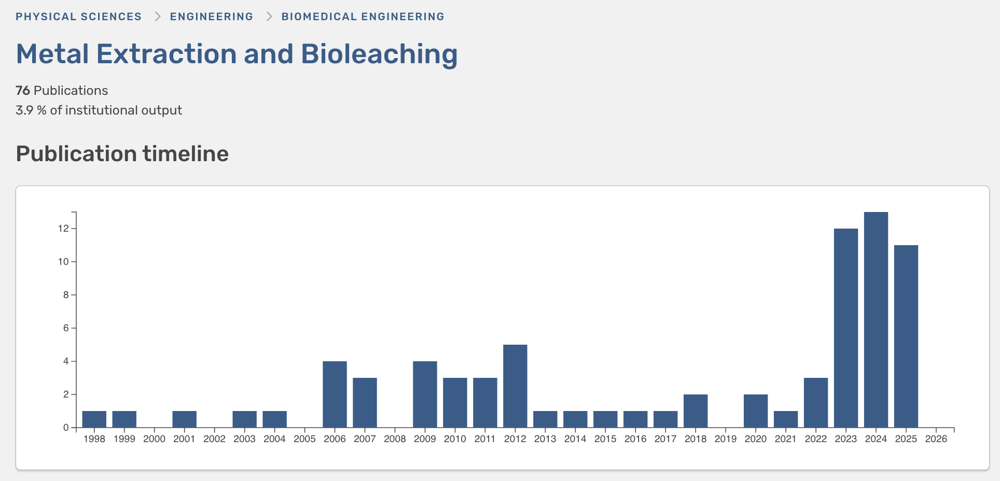 PHYSICAL SCIENCES > ENGINEERING > BIOMEDICAL ENGINEERING
Metal Extraction and Bioleaching
76 Publications
3.9 % of institutional output
Publication timeline
12
10
8
6
4
2
0
1998 1999 2000 2001 2002 2003 2004 2005 2006 2007 2008 2009 2010 2011 2012 2013 2014 2015 2016 2017 2018 2019 2020 2021 2022 2023 2024 2025 2026